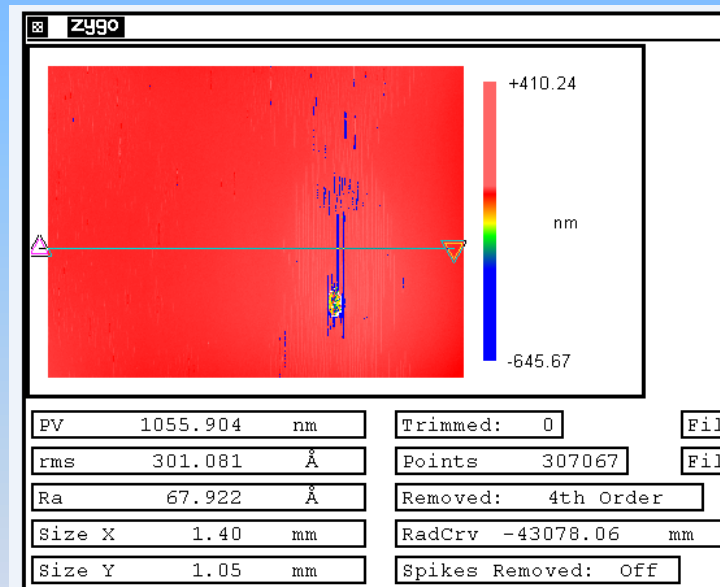 zygo
+410.24
nm
-645.67
PV 1055.904 nm
rms 301.081 Å
Ra 67.922 Å
Size X 1.40 mm
Size Y 1.05 mm
Trimmed: 0
Points 307067
Removed: 4th Order
RadCrv -43078.06 mm
Spikes Removed: Off
Fil
Fil